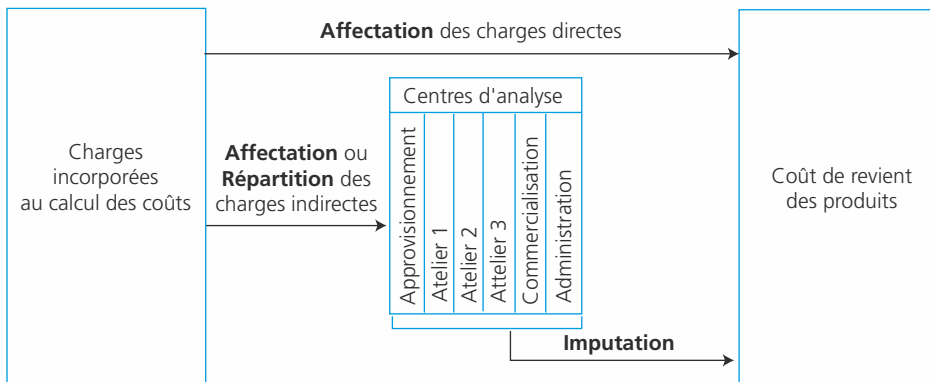 Affectation des charges directes
Charges
incorporées
au calcul des coûts
Affectation ou
Répartition des
charges indirectes
Centres d'analyse
Approvisionnement
Atelier 1
Atelier 2
Attelier 3
Commercialisation
Administration
Imputation
Coût de revient
des produits